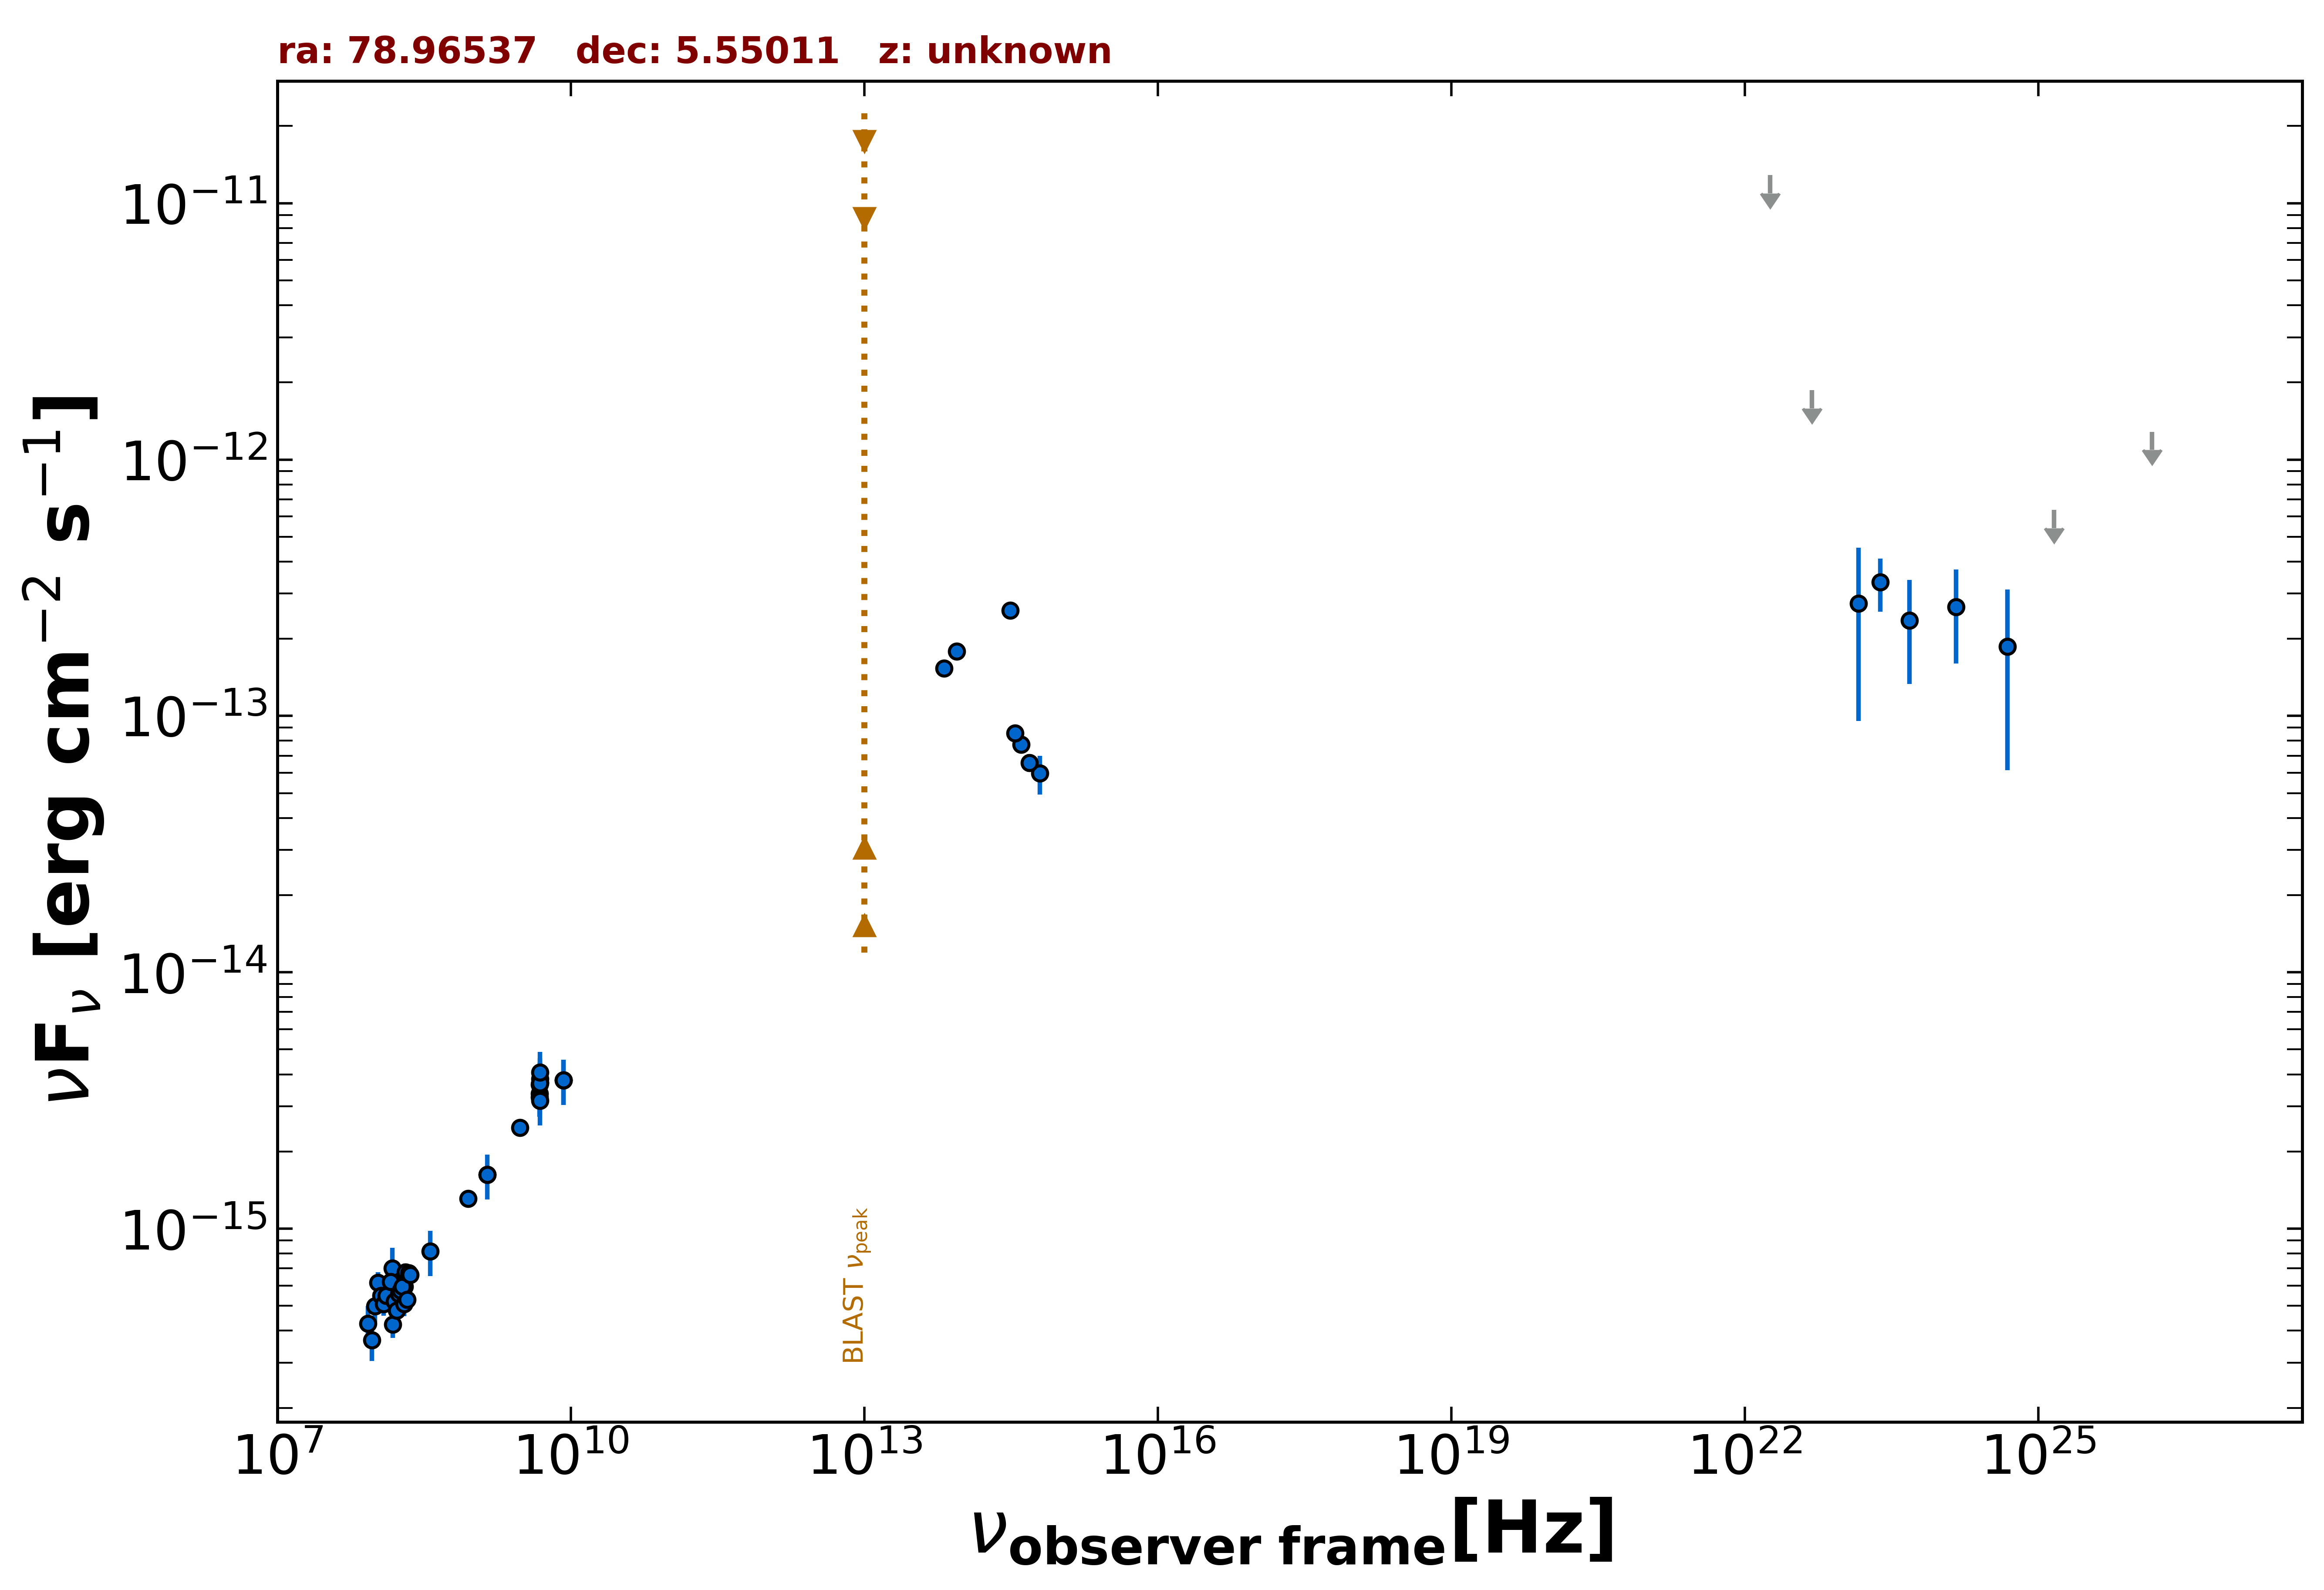 ra: 78.96537 dec: 5.55011 z: unknown
νFν [erg cm⁻² s⁻¹]
10⁻¹¹
10⁻¹²
10⁻¹³
10⁻¹⁴
10⁻¹⁵
BLAST νpeak
10⁷ 10¹⁰ 10¹³ 10¹⁶ 10¹⁹ 10²² 10²⁵
νobserver frame[Hz]